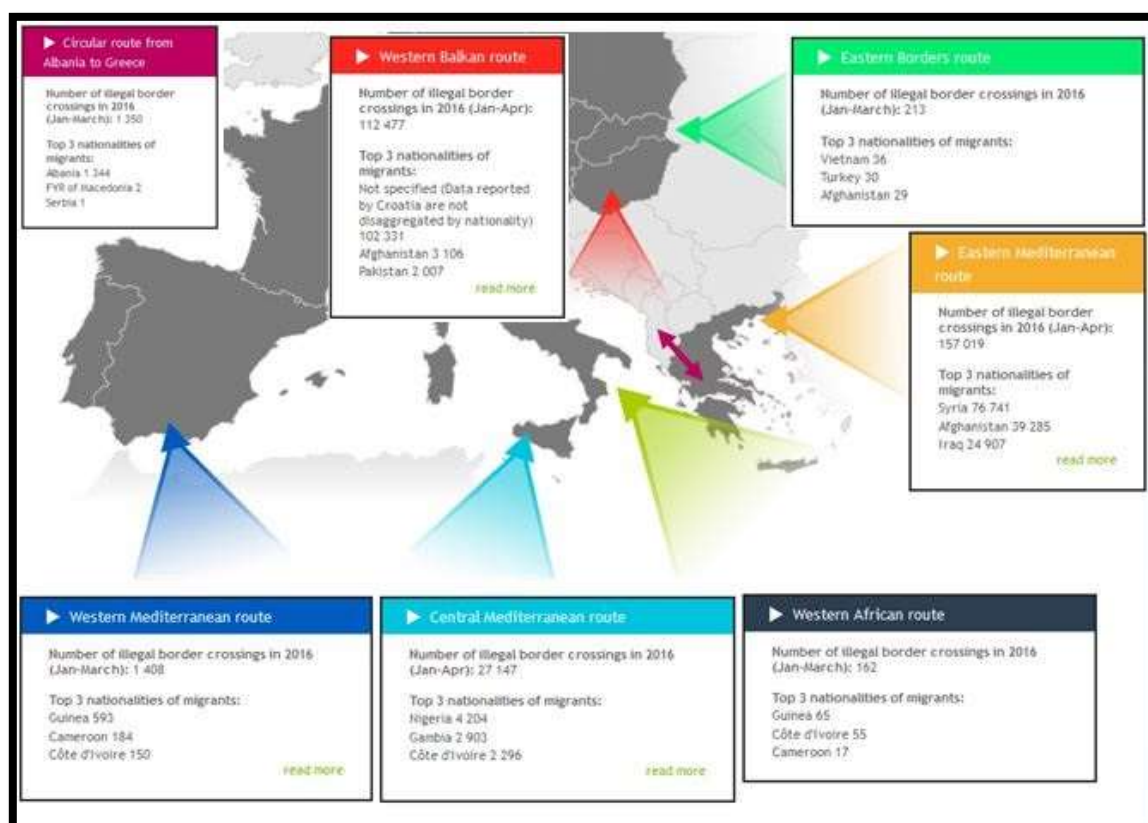 ▶ Circular route from
Albania to Greece
Number of illegal border
crossings in 2016
(Jan-March): 1 350
Top 3 nationalities of
migrants:
Abania 1 344
FYR of Macedonia 2
Serbia 1
▶ Western Balkan route
Number of illegal border
crossings in 2016 (Jan-Apr):
112 477
Top 3 nationalities of
migrants:
Not specified (Data reported
by Croatia are not
disaggregated by nationality)
102 331
Afghanistan 3 106
Pakistan 2 007
read more
▶ Eastern Borders route
Number of illegal border crossings in 2016
(Jan-March): 213
Top 3 nationalities of migrants:
Vietnam 36
Turkey 30
Afghanistan 29
▶ Eastern Mediterranean
route
Number of illegal border
crossings in 2016 (Jan-Apr):
157 019
Top 3 nationalities of
migrants:
Syria 76 741
Afghanistan 39 285
Iraq 24 907
read more
▶ Western Mediterranean route
Number of illegal border crossings in 2016
(Jan-March): 1 408
Top 3 nationalities of migrants:
Guinea 593
Cameroon 184
Côte d'Ivoire 150
read more
▶ Central Mediterranean route
Number of illegal border crossings in 2016
(Jan-Apr): 27 147
Top 3 nationalities of migrants:
Nigeria 4 204
Gambia 2 903
Côte d'Ivoire 2 296
read more
▶ Western African route
Number of illegal border crossings in 2016
(Jan-March): 162
Top 3 nationalities of migrants:
Guinea 65
Côte d'Ivoire 55
Cameroon 17